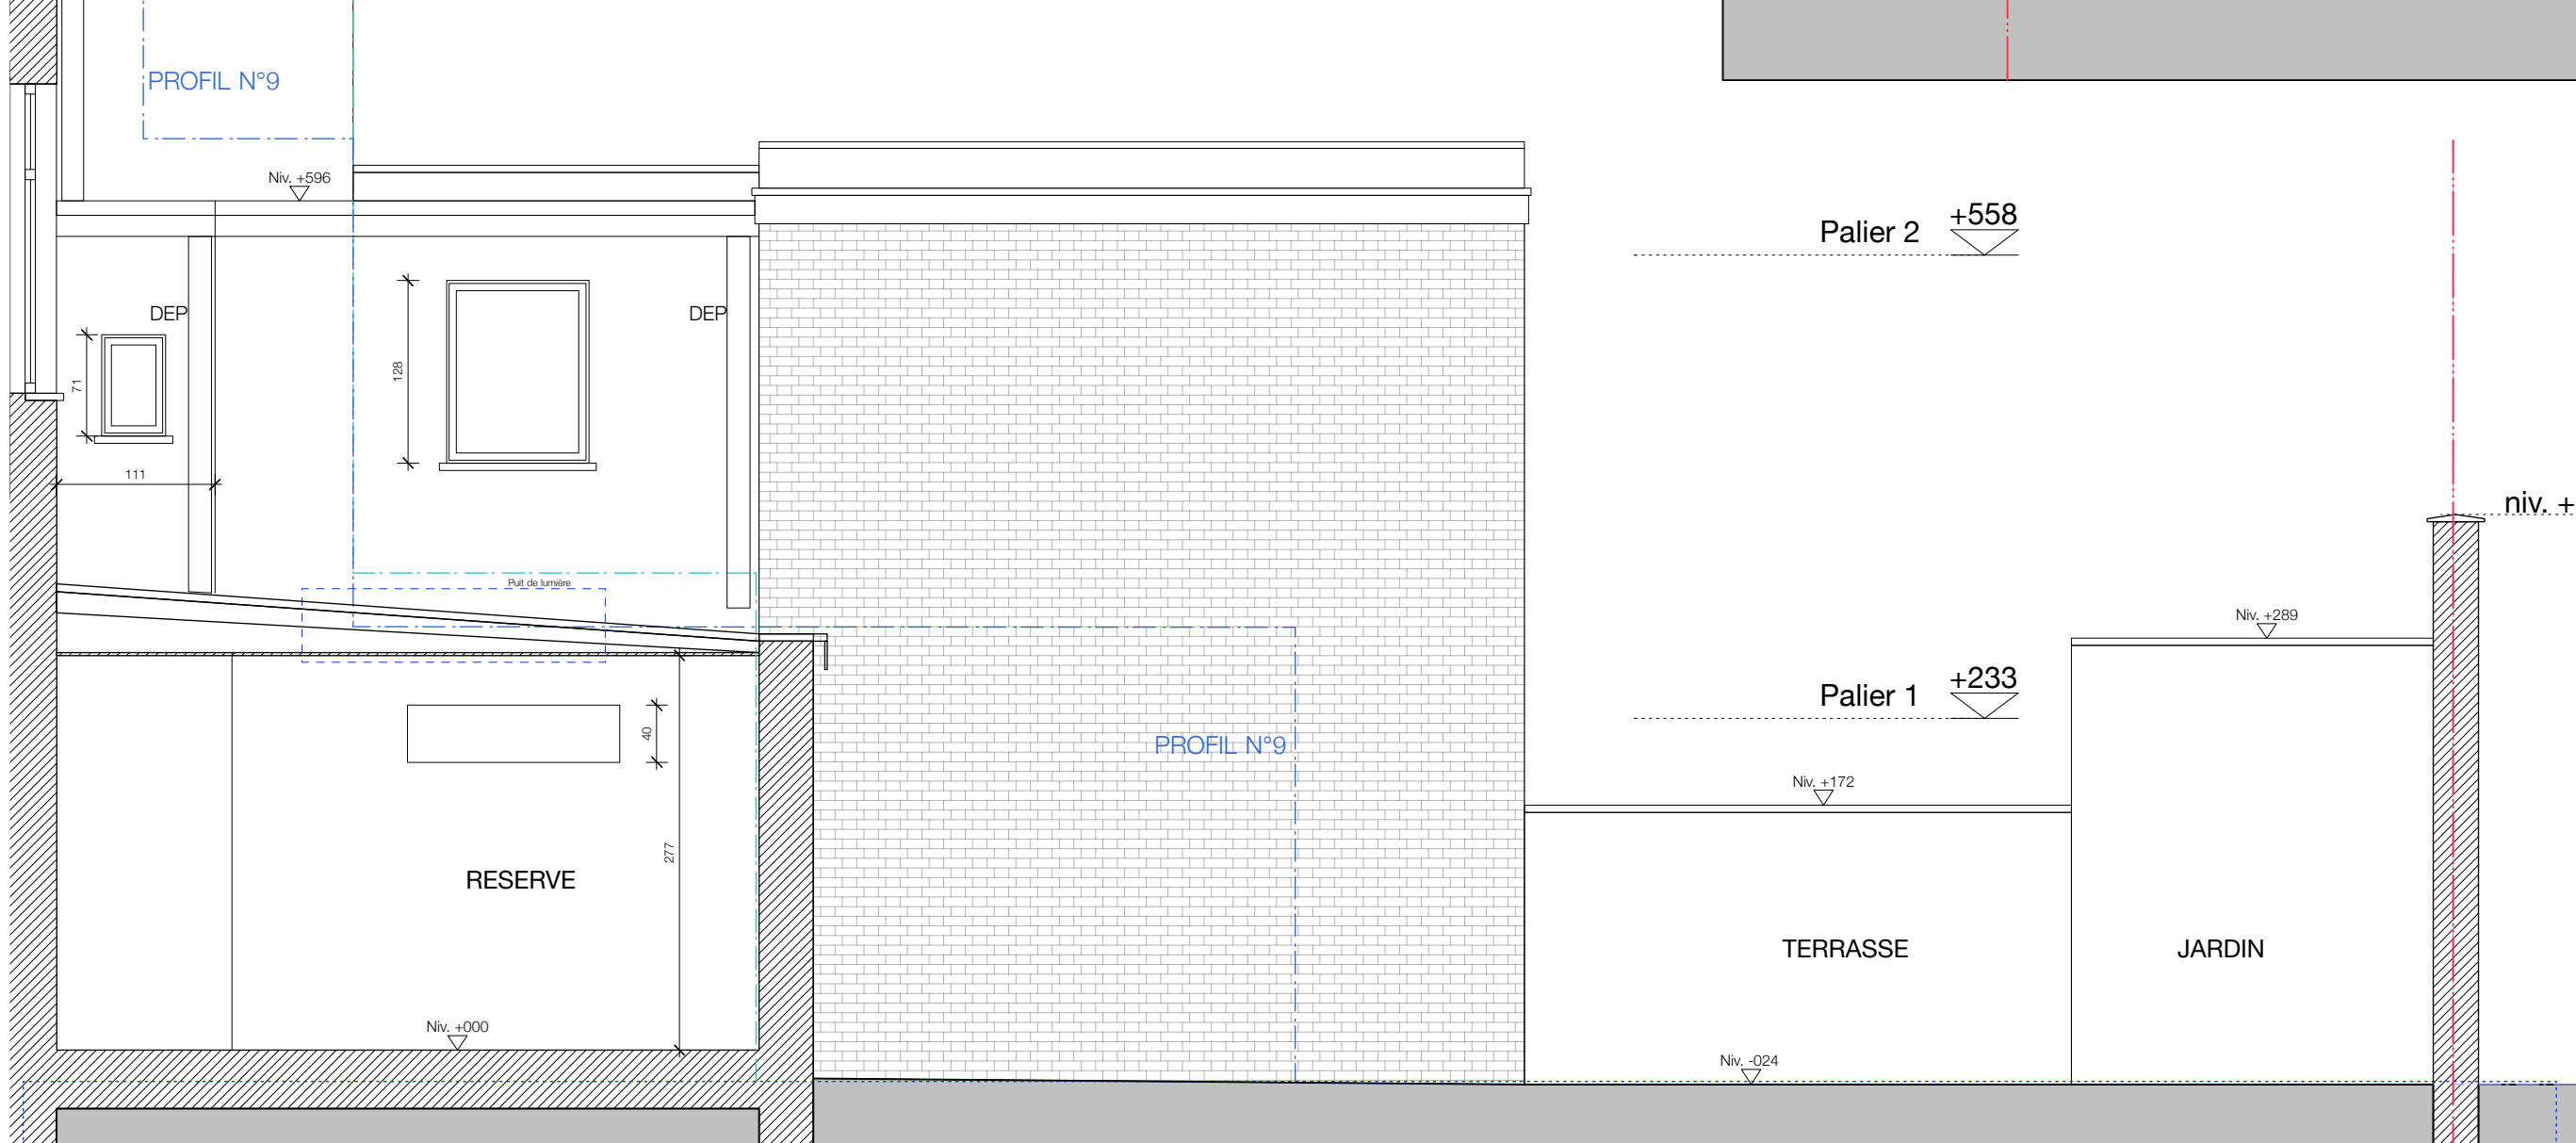 PROFIL N°9
Niv. +596
Palier 2 +558
DEP
DEP
71
128
111
niv. +
Puit de lumière
Niv. +289
Palier 1 +233
40
PROFIL N°9
Niv. +172
277
RESERVE
TERRASSE
JARDIN
Niv. +000
Niv. -024